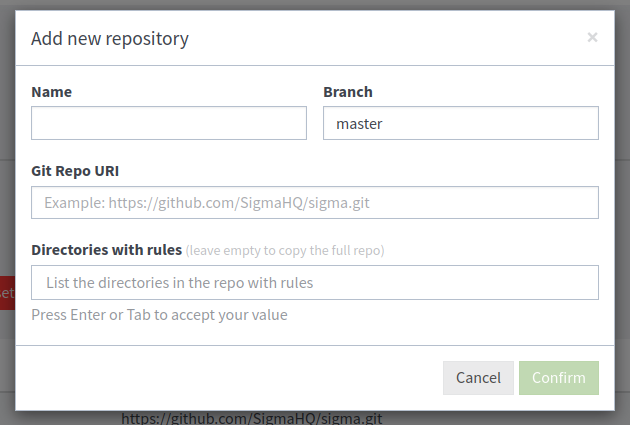 Add new repository ×
Name Branch
master
Git Repo URI
Example: https://github.com/SigmaHQ/sigma.git
Directories with rules (leave empty to copy the full repo)
List the directories in the repo with rules
set
Press Enter or Tab to accept your value
Cancel Confirm
https://github.com/SigmaHQ/sigma.git